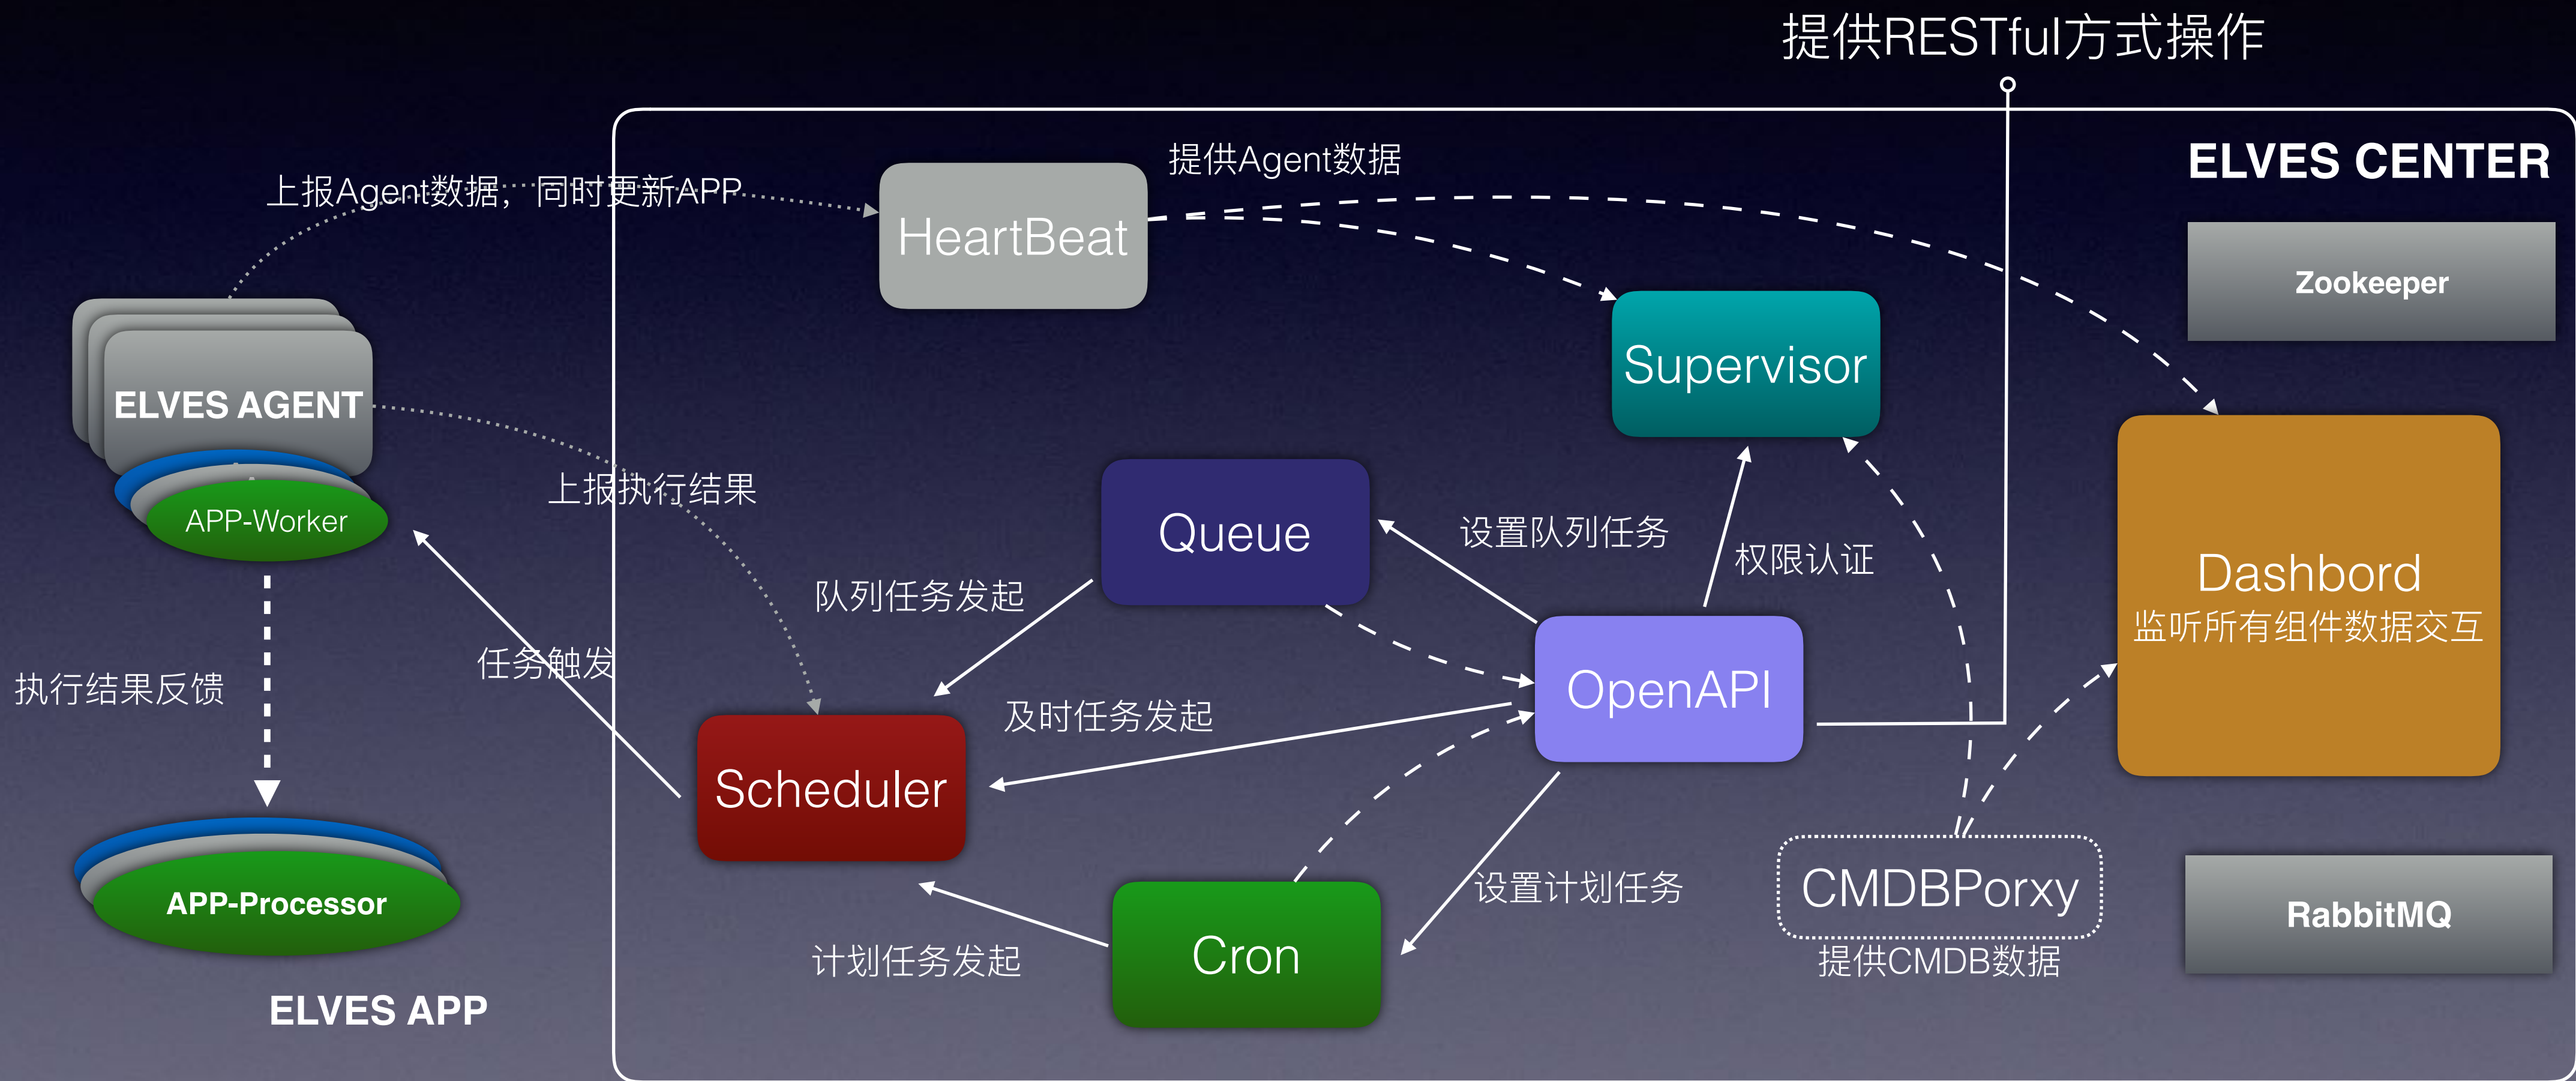 提供RESTful方式操作
ELVES CENTER
提供Agent数据
上报Agent数据，同时更新APP
HeartBeat
Zookeeper
Supervisor
ELVES AGENT
上报执行结果
APP-Worker
Queue
设置队列任务
权限认证
Dashbord
监听所有组件数据交互
队列任务发起
任务触发
执行结果反馈
OpenAPI
及时任务发起
Scheduler
设置计划任务
CMDBPorxy
提供CMDB数据
APP-Processor
RabbitMQ
Cron
计划任务发起
ELVES APP